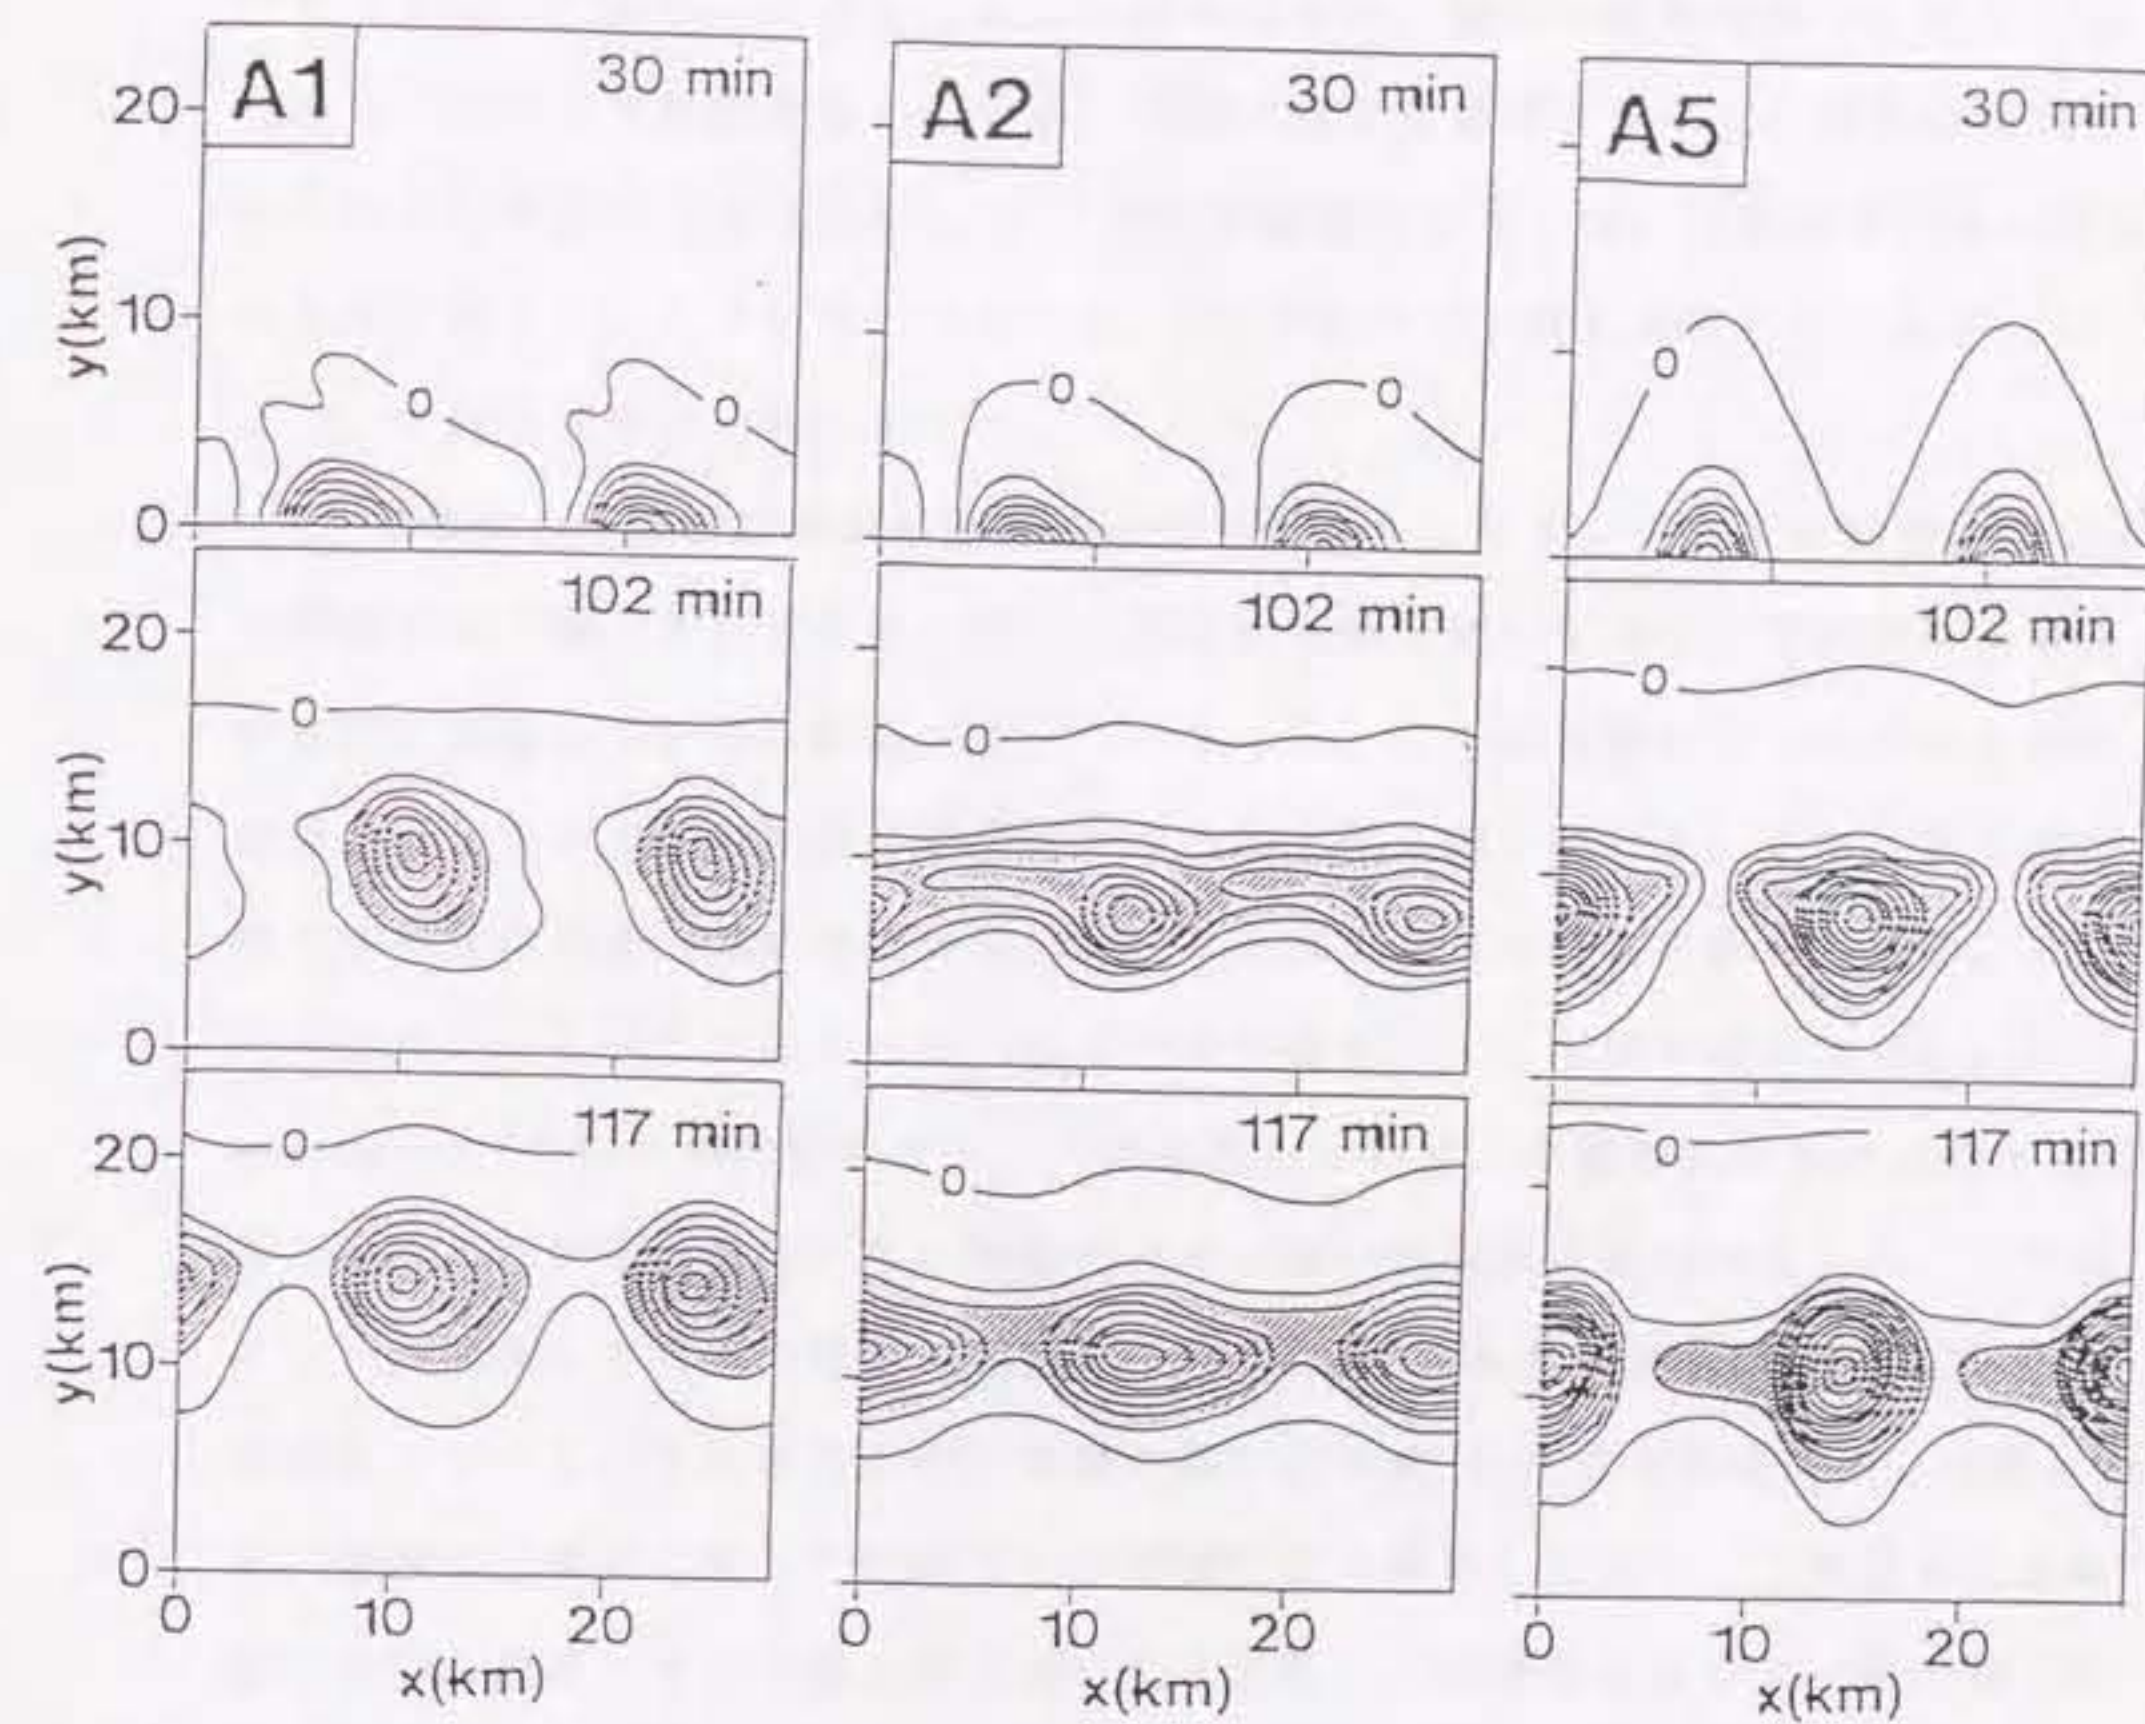 A1 30 min A2 30 min A5 30 min
20
y(km) 10 0 0 0 0 0
0
102 min 102 min 102 min
20
0 0 0
y(km) 10
0
117 min 117 min 117 min
20 0 0 0
y(km) 10
0
0 10 20 0 10 20 0 10 20
x(km) x(km) x(km)